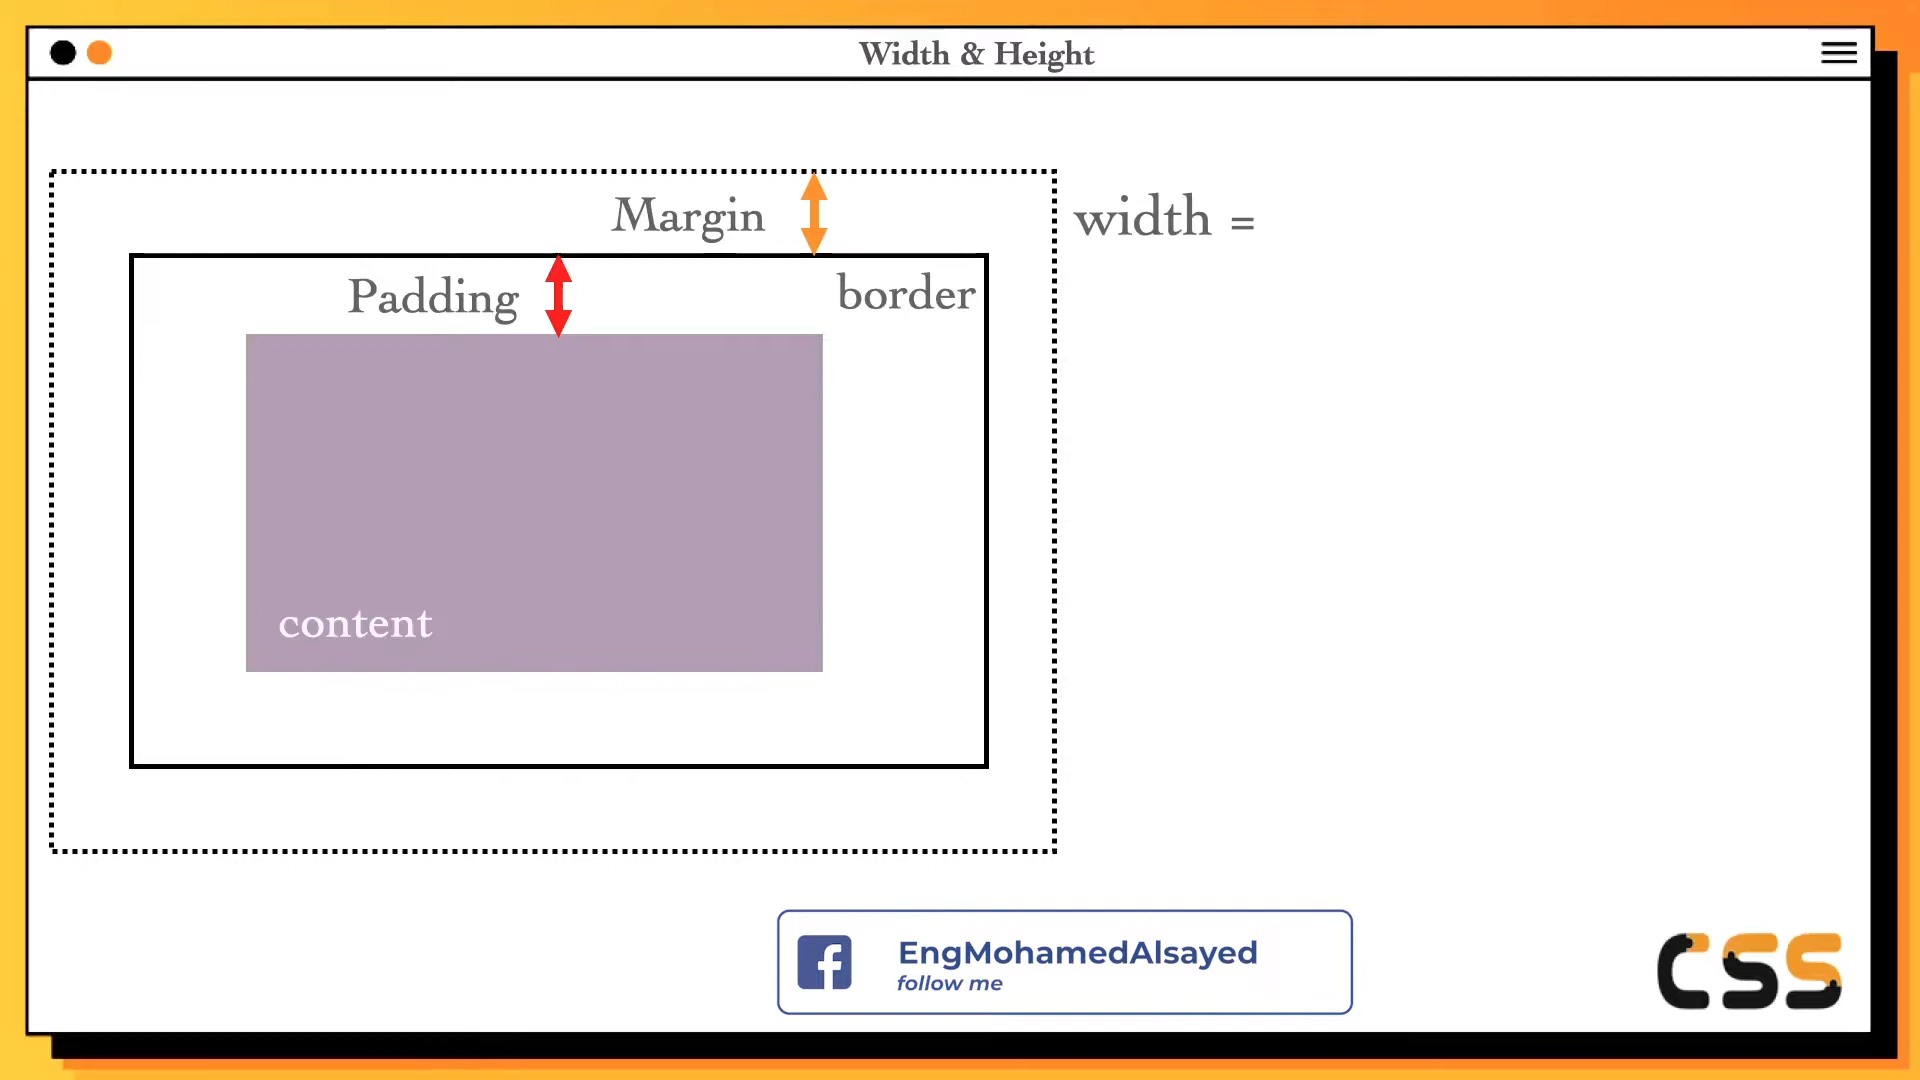 Width & Height
Margin
width =
Padding
border
content
EngMohamedAlsayed
follow me
CSS